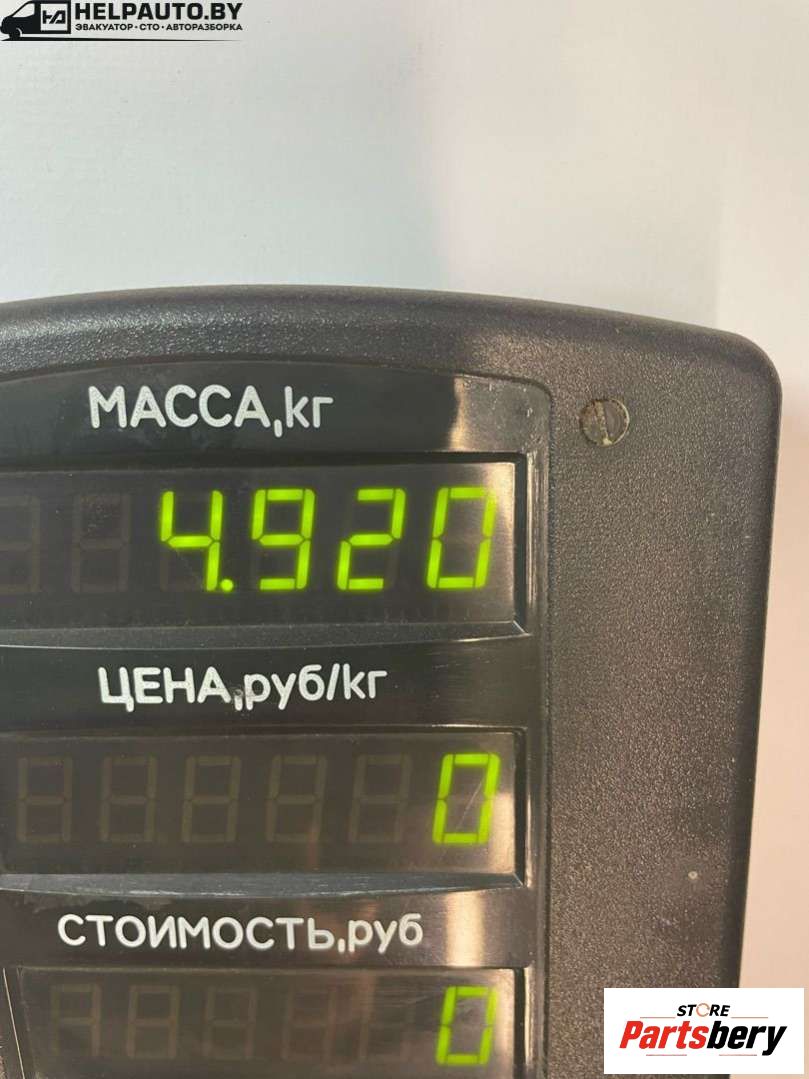 HELPAUTO.BY
ЭВАКУАТОР•СТО•АВТОРАЗБОРКА
МАССА,кг
4.920
ЦЕНА,руб/кг
0
СТОИМОСТЬ,руб
0
STORE
Partsbery